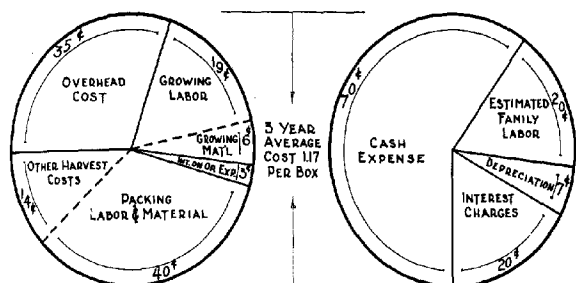 35¢
OVERHEAD
COST
19¢
GROWING
LABOR
GROWING
MAT'L
6¢
INT. ON OR EXP.
3¢
OTHER HARVEST
COSTS
14¢
PACKING
LABOR & MATERIAL
40¢
3 YEAR
AVERAGE
COST 1.17
PER BOX
70¢
CASH
EXPENSE
20¢
ESTIMATED
FAMILY
LABOR
DEPRECIATION
7¢
INTEREST
CHARGES
20¢